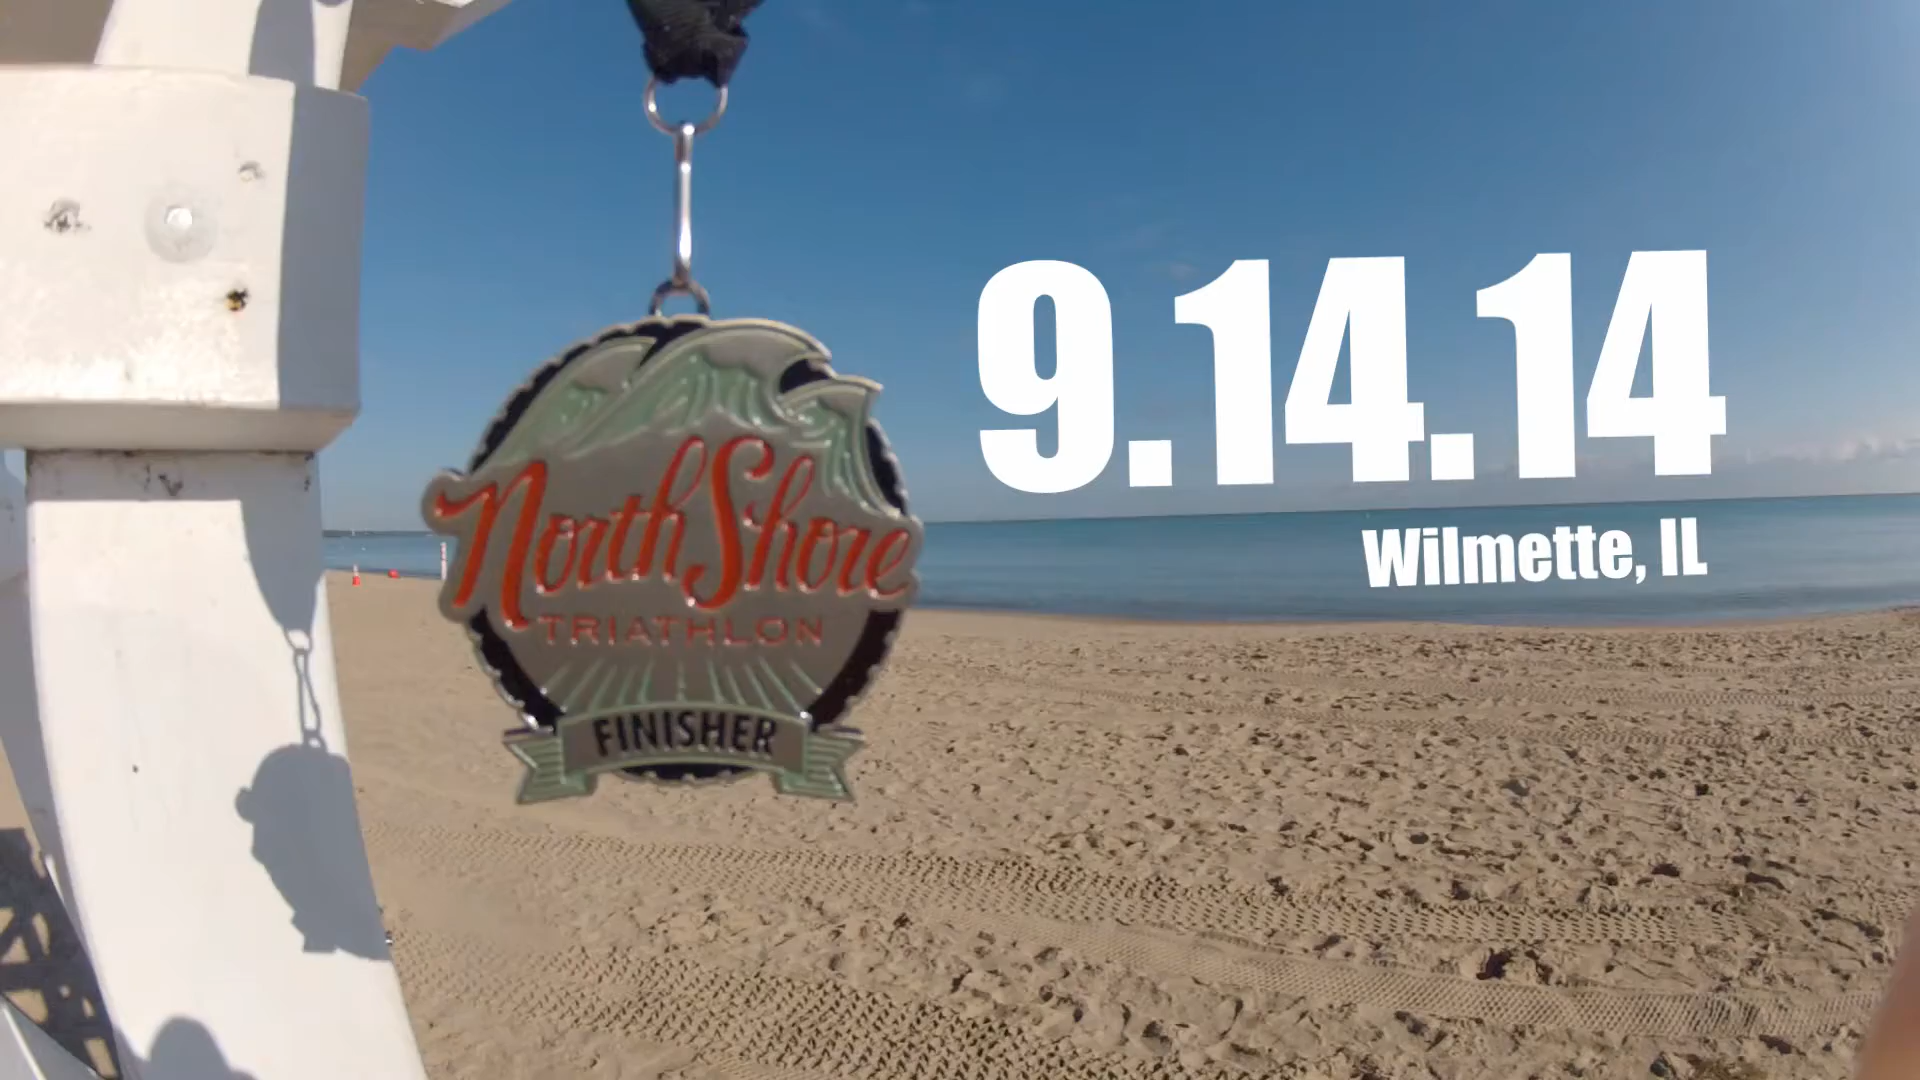 North Shore
TRIATHLON
FINISHER
9.14.14
Wilmette, IL